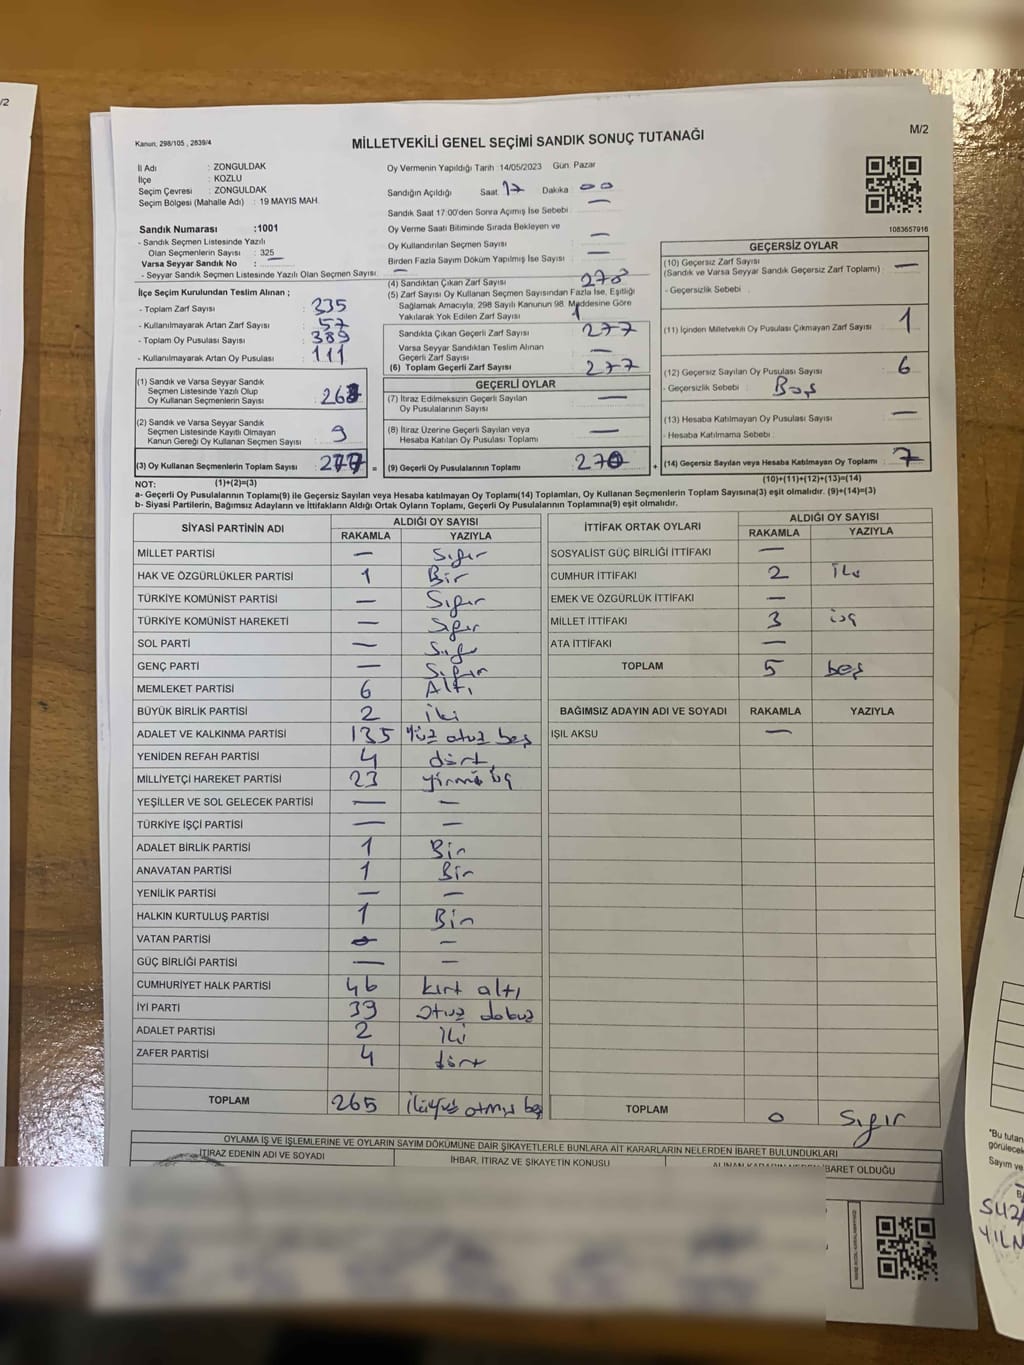 /2
Kanun; 298/105 , 2839/4
MİLLETVEKİLİ GENEL SEÇİMİ SANDIK SONUÇ TUTANAĞI
M/2
İl Adı : ZONGULDAK
İlçe : KOZLU
Seçim Çevresi : ZONGULDAK
Seçim Bölgesi (Mahalle Adı) : 19 MAYIS MAH.
Oy Vermenin Yapıldığı Tarih :14/05/2023 Gün: Pazar
Sandığın Açıldığı Saat: 17 Dakika 00
Sandık Saat 17:00'den Sonra Açımış İse Sebebi : —
Oy Verme Saati Bitiminde Sırada Bekleyen ve
Oy Kullandırılan Seçmen Sayısı : —
Birden Fazla Sayım Döküm Yapılmış İse Sayısı : —
1083657916
Sandık Numarası :1001
- Sandık Seçmen Listesinde Yazılı
Olan Seçmenlerin Sayısı : 325
Varsa Seyyar Sandık No : —
- Seyyar Sandık Seçmen Listesinde Yazılı Olan Seçmen Sayısı: —
İlçe Seçim Kurulundan Teslim Alınan ;
- Toplam Zarf Sayısı : 335
- Kullanılmayarak Artan Zarf Sayısı : 57
- Toplam Oy Pusulası Sayısı : 389
- Kullanılmayarak Artan Oy Pusulası : 111
(1) Sandık ve Varsa Seyyar Sandık
Seçmen Listesinde Yazılı Olup
Oy Kullanan Seçmenlerin Sayısı : 268
(2) Sandık ve Varsa Seyyar Sandık
Seçmen Listesinde Kayıtlı Olmayan
Kanun Gereği Oy Kullanan Seçmen Sayısı : 9
(3) Oy Kullanan Seçmenlerin Toplam Sayısı : 277 =
(4) Sandıktan Çıkan Zarf Sayısı : 278
(5) Zarf Sayısı Oy Kullanan Seçmen Sayısından Fazla İse, Eşitliği
Sağlamak Amacıyla, 298 Sayılı Kanunun 98. Maddesine Göre
Yakılarak Yok Edilen Zarf Sayısı : 1
Sandıkta Çıkan Geçerli Zarf Sayısı : 277
Varsa Seyyar Sandıktan Teslim Alınan
Geçerli Zarf Sayısı : —
(6) Toplam Geçerli Zarf Sayısı : 277
GEÇERLİ OYLAR
(7) İtiraz Edilmeksizin Geçerli Sayılan
Oy Pusulalarının Sayısı : —
(8) İtiraz Üzerine Geçerli Sayılan veya
Hesaba Katılan Oy Pusulası Toplamı : —
(9) Geçerli Oy Pusulalarının Toplamı : 270 +
GEÇERSİZ OYLAR
(10) Geçersiz Zarf Sayısı
(Sandık ve Varsa Seyyar Sandık Geçersiz Zarf Toplamı) : —
- Geçersizlik Sebebi :
(11) İçinden Milletvekili Oy Pusulası Çıkmayan Zarf Sayısı : 1
(12) Geçersiz Sayılan Oy Pusulası Sayısı : 6
- Geçersizlik Sebebi : Boş
(13) Hesaba Katılmayan Oy Pusulası Sayısı : —
- Hesaba Katılmama Sebebi :
(14) Geçersiz Sayılan veya Hesaba Katılmayan Oy Toplamı : 7
NOT: (1)+(2)=(3) (10)+(11)+(12)+(13)=(14)
a- Geçerli Oy Pusulalarının Toplamı(9) ile Geçersiz Sayılan veya Hesaba katılmayan Oy Toplamı(14) Toplamları, Oy Kullanan Seçmenlerin Toplam Sayısına(3) eşit olmalıdır. (9)+(14)=(3)
b- Siyasi Partilerin, Bağımsız Adayların ve İttifakların Aldığı Ortak Oyların Toplamı, Geçerli Oy Pusulalarının Toplamına(9) eşit olmalıdır.
SİYASİ PARTİNİN ADI ALDIĞI OY SAYISI
RAKAMLA YAZIYLA
MİLLET PARTİSİ — Sıfır
HAK VE ÖZGÜRLÜKLER PARTİSİ 1 Bir
TÜRKİYE KOMÜNİST PARTİSİ — Sıfır
TÜRKİYE KOMÜNİST HAREKETİ — Sıfır
SOL PARTİ — Sıfır
GENÇ PARTİ — Sıfır
MEMLEKET PARTİSİ 6 Altı
BÜYÜK BİRLİK PARTİSİ 2 iki
ADALET VE KALKINMA PARTİSİ 135 Yüz otuz beş
YENİDEN REFAH PARTİSİ 4 dört
MİLLİYETÇİ HAREKET PARTİSİ 23 yirmi üç
YEŞİLLER VE SOL GELECEK PARTİSİ — —
TÜRKİYE İŞÇİ PARTİSİ — —
ADALET BİRLİK PARTİSİ 1 Bir
ANAVATAN PARTİSİ 1 Bir
YENİLİK PARTİSİ — —
HALKIN KURTULUŞ PARTİSİ 1 Bir
VATAN PARTİSİ — —
GÜÇ BİRLİĞİ PARTİSİ — —
CUMHURİYET HALK PARTİSİ 46 kırk altı
İYİ PARTİ 39 otuz dokuz
ADALET PARTİSİ 2 iki
ZAFER PARTİSİ 4 dört
TOPLAM 265 ikiyüz atmış beş
İTTİFAK ORTAK OYLARI ALDIĞI OY SAYISI
RAKAMLA YAZIYLA
SOSYALİST GÜÇ BİRLİĞİ İTTİFAKI —
CUMHUR İTTİFAKI 2 iki
EMEK VE ÖZGÜRLÜK İTTİFAKI —
MİLLET İTTİFAKI 3 üç
ATA İTTİFAKI —
TOPLAM 5 beş
BAĞIMSIZ ADAYIN ADI VE SOYADI RAKAMLA YAZIYLA
IŞIL AKSU —
TOPLAM 0 Sıfır
OYLAMA İŞ VE İŞLEMLERİNE VE OYLARIN SAYIM DÖKÜMÜNE DAİR ŞİKAYETLERLE BUNLARA AİT KARARLARIN NELERDEN İBARET BULUNDUKLARI
İTİRAZ EDENİN ADI VE SOYADI İHBAR, İTİRAZ VE ŞİKAYETİN KONUSU ALINAN KARARIN NEDEN İBARET OLDUĞU
"Bu tutan
görülecek
Sayım ve